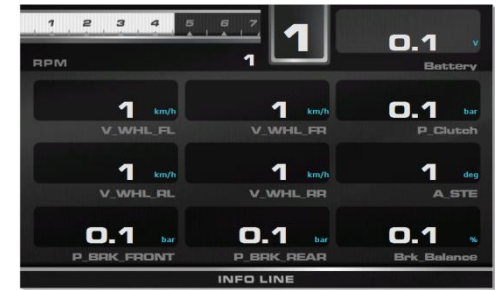 1 2 3 4 5 6 7
1
0.1 v
RPM 1 Battery
1 km/h 1 km/h 0.1 bar
V_WHL_FL V_WHL_FR P_Clutch
1 km/h 1 km/h 1 deg
V_WHL_RL V_WHL_RR A_STE
0.1 bar 0.1 bar 0.1 %
P_BRK_FRONT P_BRK_REAR Brk_Balance
INFO LINE